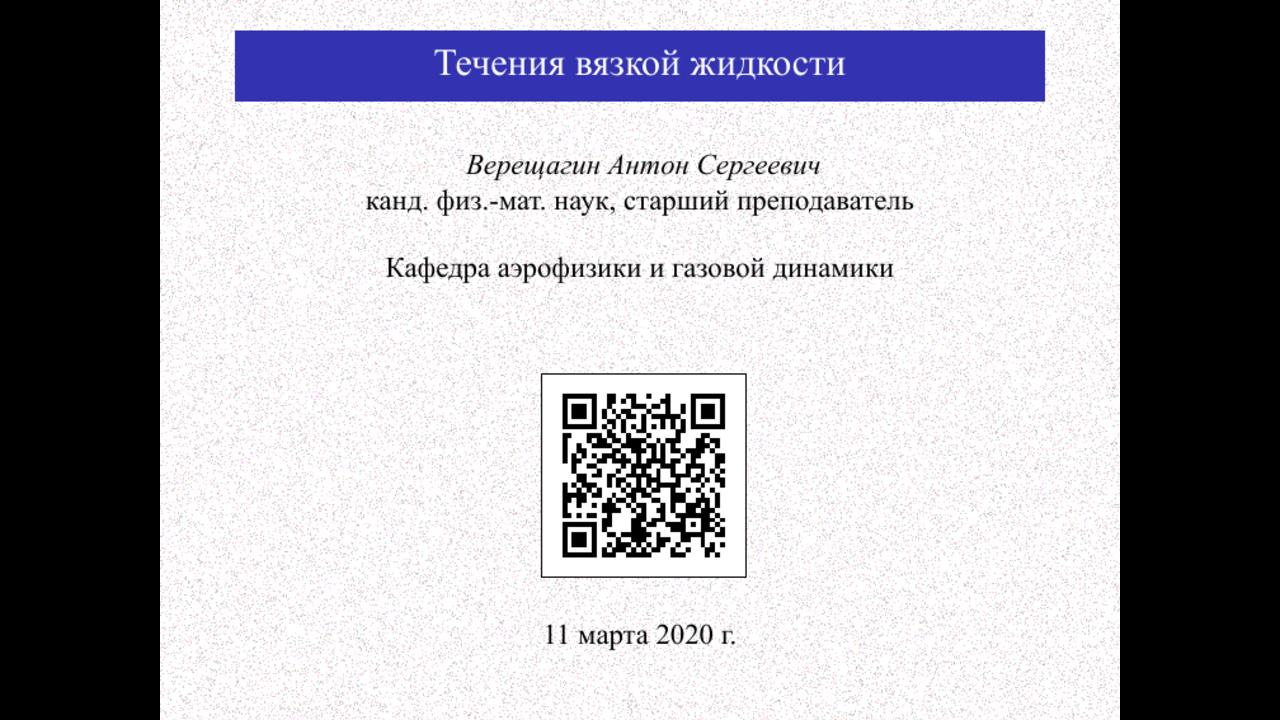 Течения вязкой жидкости
Верещагин Антон Сергеевич
канд. физ.-мат. наук, старший преподаватель
Кафедра аэрофизики и газовой динамики
11 марта 2020 г.